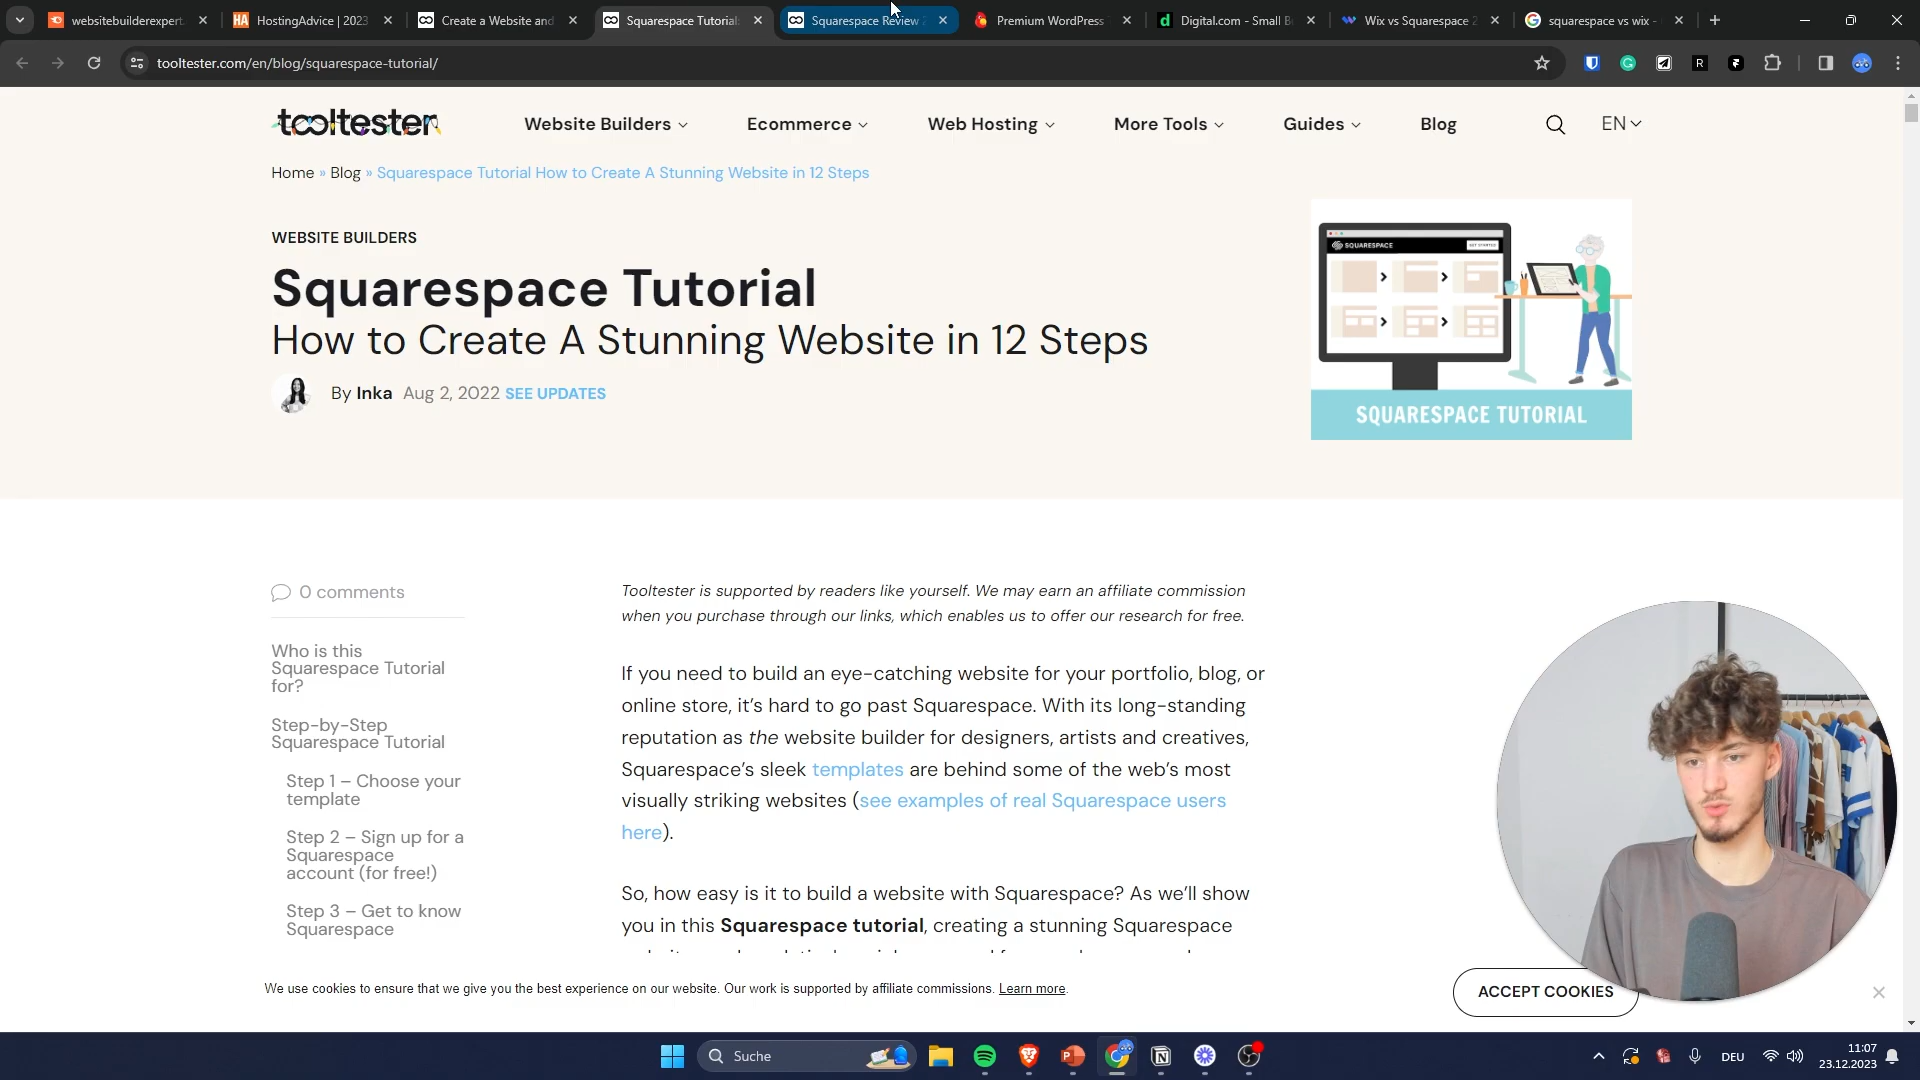 websitebuilderexpert
HostingAdvice | 2023
Create a Website and
Squarespace Tutorial
Squarespace Review 2
Premium WordPress
Digital.com - Small B
Wix vs Squarespace 2
squarespace vs wix -
tooltester.com/en/blog/squarespace-tutorial/
tooltester
Website Builders
Ecommerce
Web Hosting
More Tools
Guides
Blog
EN
Home » Blog » Squarespace Tutorial How to Create A Stunning Website in 12 Steps
WEBSITE BUILDERS
Squarespace Tutorial
How to Create A Stunning Website in 12 Steps
By Inka Aug 2, 2022 SEE UPDATES
SQUARESPACE
GET STARTED
SQUARESPACE TUTORIAL
0 comments
Who is this
Squarespace Tutorial
for?
Step-by-Step
Squarespace Tutorial
Step 1 – Choose your
template
Step 2 – Sign up for a
Squarespace
account (for free!)
Step 3 – Get to know
Squarespace
Tooltester is supported by readers like yourself. We may earn an affiliate commission
when you purchase through our links, which enables us to offer our research for free.
If you need to build an eye-catching website for your portfolio, blog, or
online store, it’s hard to go past Squarespace. With its long-standing
reputation as the website builder for designers, artists and creatives,
Squarespace’s sleek templates are behind some of the web’s most
visually striking websites (see examples of real Squarespace users
here).
So, how easy is it to build a website with Squarespace? As we’ll show
you in this Squarespace tutorial, creating a stunning Squarespace
We use cookies to ensure that we give you the best experience on our website. Our work is supported by affiliate commissions. Learn more.
ACCEPT COOKIES
Suche
DEU
11:07
23.12.2023